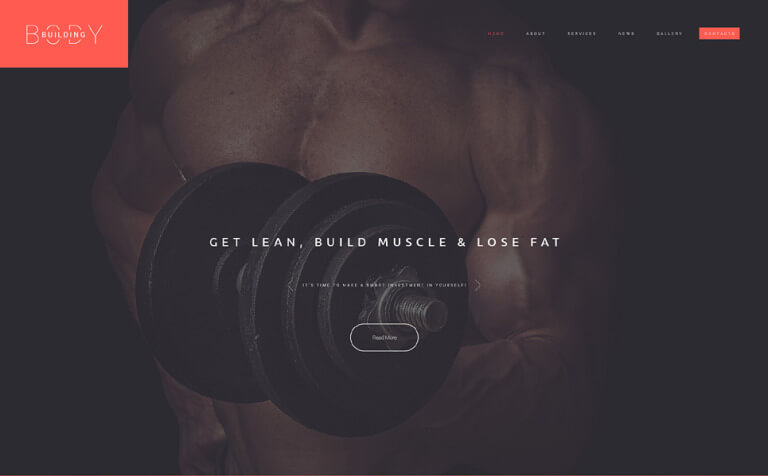 BODY
BUILDING
HOME ABOUT SERVICES NEWS GALLERY CONTACTS
GET LEAN, BUILD MUSCLE & LOSE FAT
IT'S TIME TO MAKE A SMART INVESTMENT IN YOURSELF!
Read More